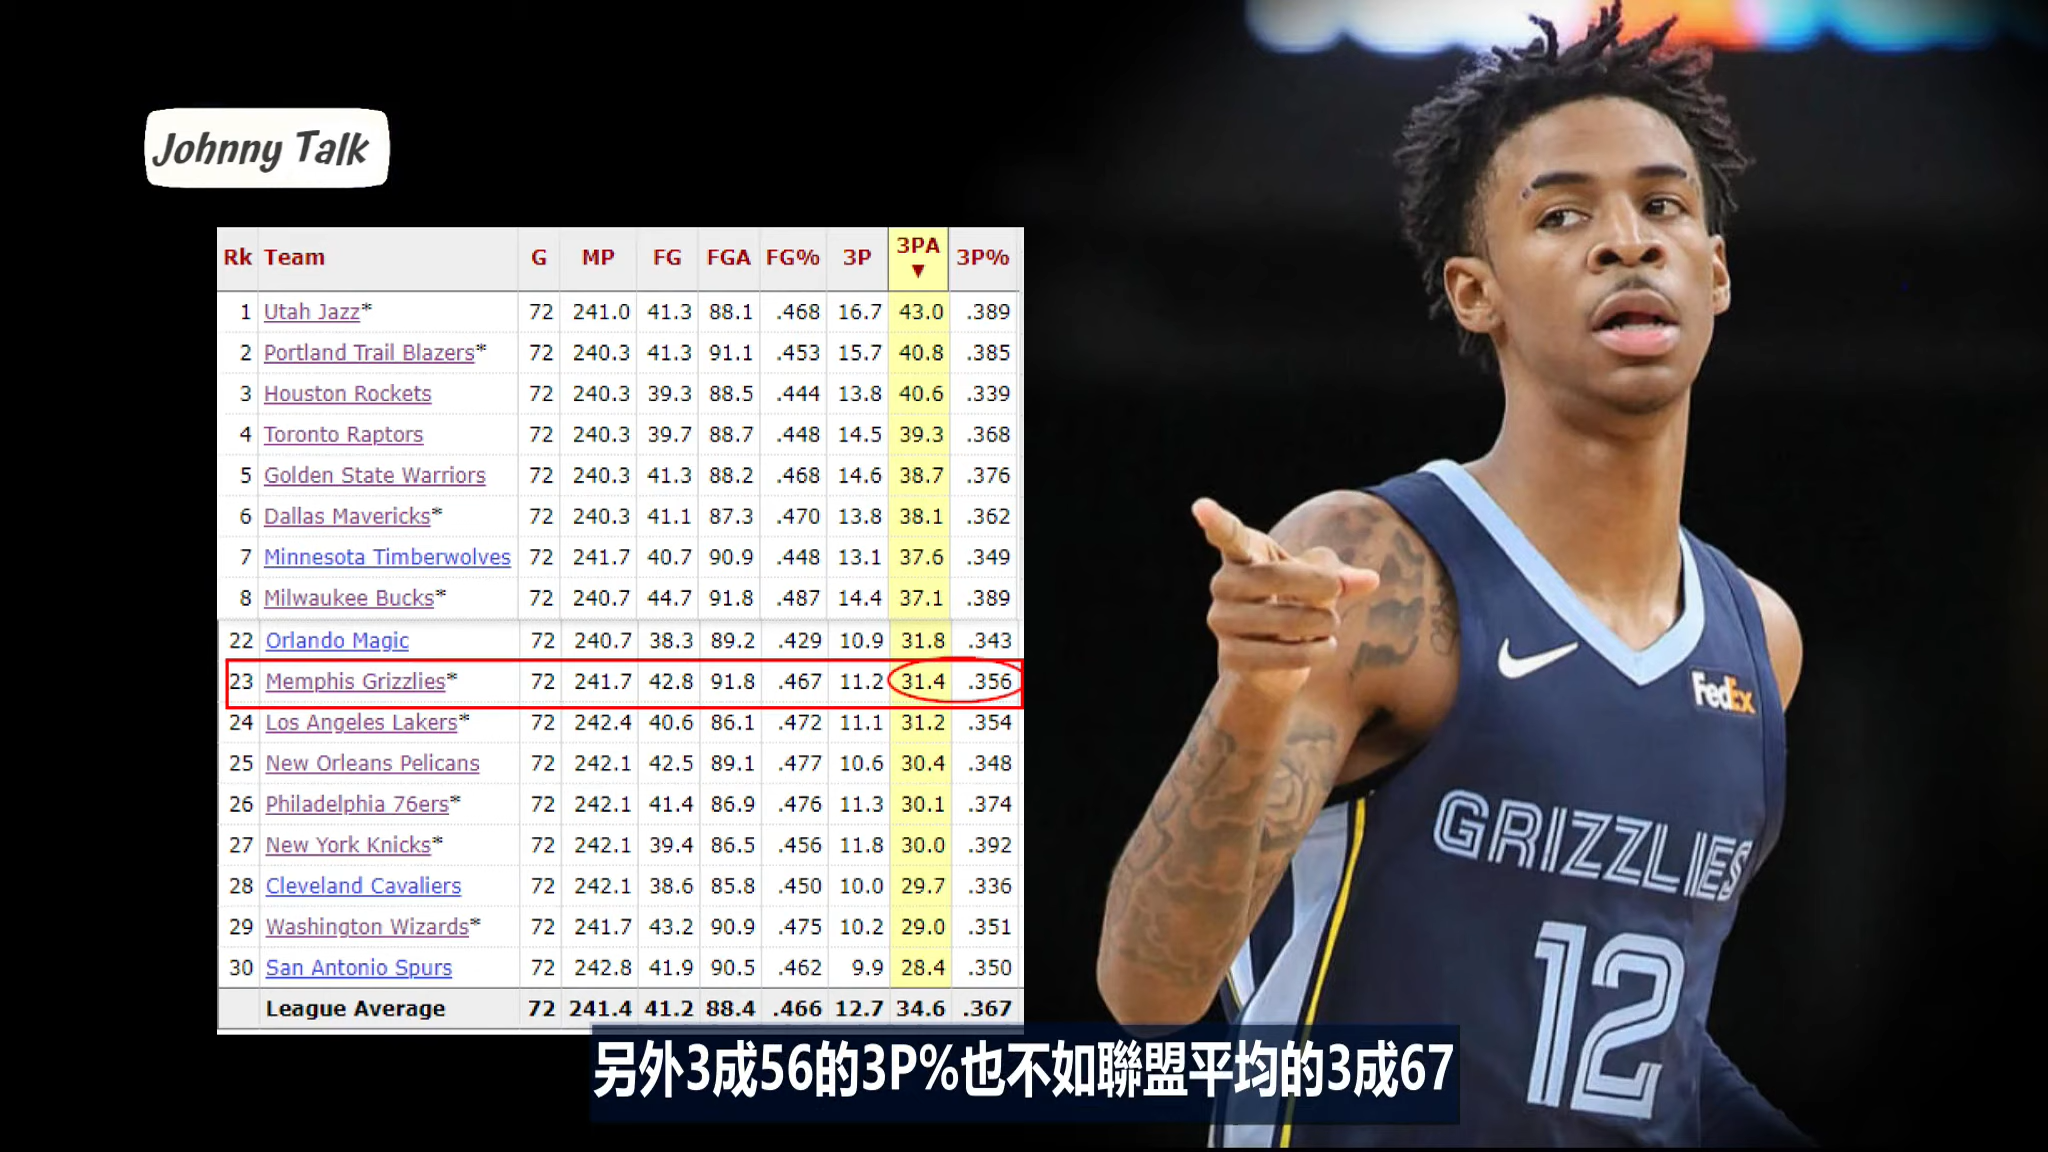 Johnny Talk
Rk Team G MP FG FGA FG% 3P 3PA ▼ 3P%
1 Utah Jazz* 72 241.0 41.3 88.1 .468 16.7 43.0 .389
2 Portland Trail Blazers* 72 240.3 41.3 91.1 .453 15.7 40.8 .385
3 Houston Rockets 72 240.3 39.3 88.5 .444 13.8 40.6 .339
4 Toronto Raptors 72 240.3 39.7 88.7 .448 14.5 39.3 .368
5 Golden State Warriors 72 240.3 41.3 88.2 .468 14.6 38.7 .376
6 Dallas Mavericks* 72 240.3 41.1 87.3 .470 13.8 38.1 .362
7 Minnesota Timberwolves 72 241.7 40.7 90.9 .448 13.1 37.6 .349
8 Milwaukee Bucks* 72 240.7 44.7 91.8 .487 14.4 37.1 .389
22 Orlando Magic 72 240.7 38.3 89.2 .429 10.9 31.8 .343
23 Memphis Grizzlies* 72 241.7 42.8 91.8 .467 11.2 31.4 .356
24 Los Angeles Lakers* 72 242.4 40.6 86.1 .472 11.1 31.2 .354
25 New Orleans Pelicans 72 242.1 42.5 89.1 .477 10.6 30.4 .348
26 Philadelphia 76ers* 72 242.1 41.4 86.9 .476 11.3 30.1 .374
27 New York Knicks* 72 242.1 39.4 86.5 .456 11.8 30.0 .392
28 Cleveland Cavaliers 72 242.1 38.6 85.8 .450 10.0 29.7 .336
29 Washington Wizards* 72 241.7 43.2 90.9 .475 10.2 29.0 .351
30 San Antonio Spurs 72 242.8 41.9 90.5 .462 9.9 28.4 .350
League Average 72 241.4 41.2 88.4 .466 12.7 34.6 .367
FedEx
GRIZZLIES
12
另外3成56的3P%也不如聯盟平均的3成67